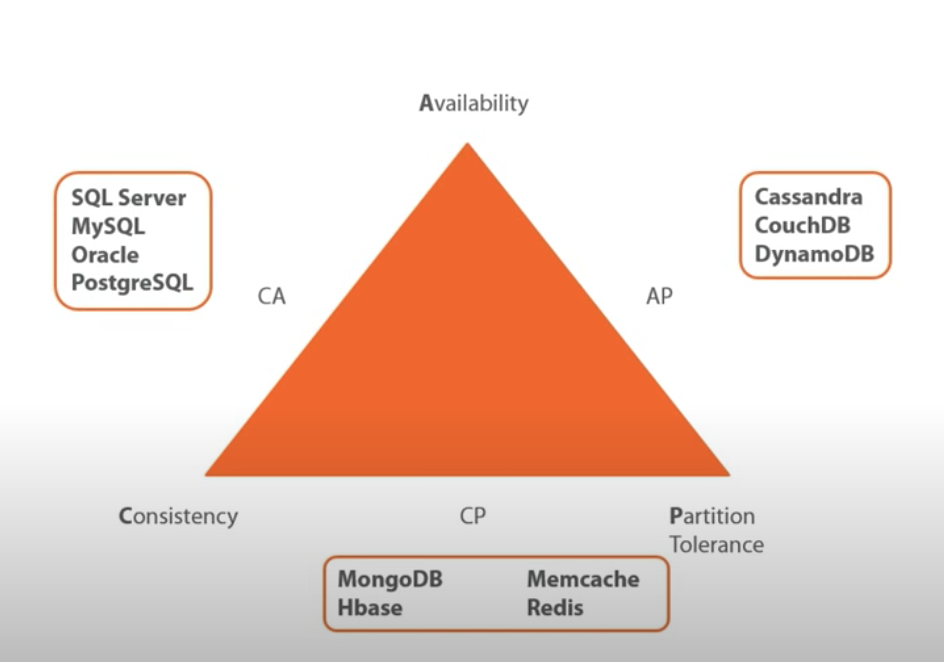 Availability
SQL Server
MySQL
Oracle
PostgreSQL
Cassandra
CouchDB
DynamoDB
CA
AP
Consistency
CP
Partition
Tolerance
MongoDB
Hbase
Memcache
Redis